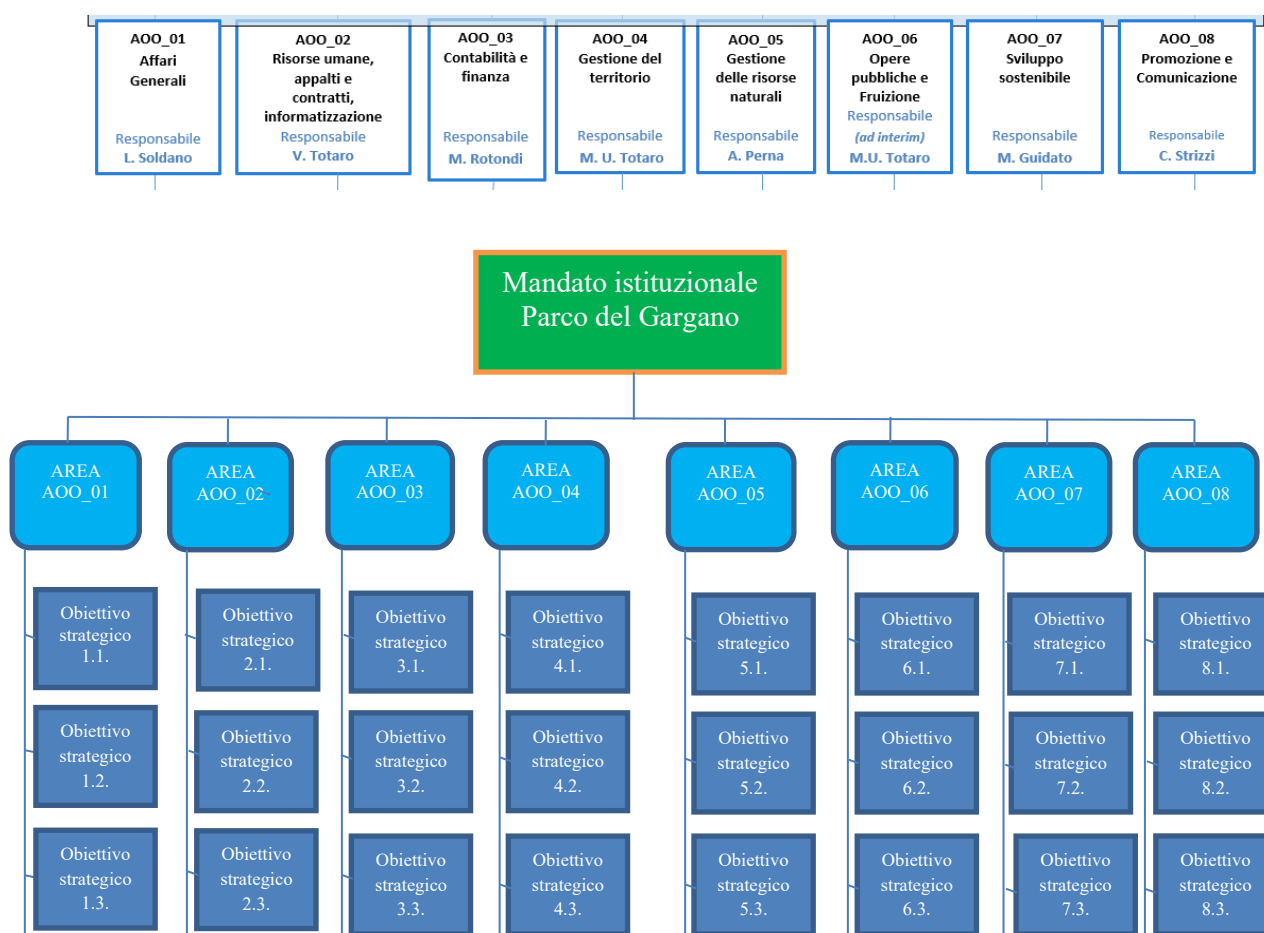 AOO_01
Affari
Generali
Responsabile
L. Soldano
AOO_02
Risorse umane,
appalti e
contratti,
informatizzazione
Responsabile
V. Totaro
AOO_03
Contabilità e
finanza
Responsabile
M. Rotondi
AOO_04
Gestione del
territorio
Responsabile
M. U. Totaro
AOO_05
Gestione
delle risorse
naturali
Responsabile
A. Perna
AOO_06
Opere
pubbliche e
Fruizione
Responsabile
(ad interim)
M.U. Totaro
AOO_07
Sviluppo
sostenibile
Responsabile
M. Guidato
AOO_08
Promozione e
Comunicazione
Responsabile
C. Strizzi
Mandato istituzionale
Parco del Gargano
AREA
AOO_01
AREA
AOO_02
AREA
AOO_03
AREA
AOO_04
AREA
AOO_05
AREA
AOO_06
AREA
AOO_07
AREA
AOO_08
Obiettivo
strategico
1.1.
Obiettivo
strategico
2.1.
Obiettivo
strategico
3.1.
Obiettivo
strategico
4.1.
Obiettivo
strategico
5.1.
Obiettivo
strategico
6.1.
Obiettivo
strategico
7.1.
Obiettivo
strategico
8.1.
Obiettivo
strategico
1.2.
Obiettivo
strategico
2.2.
Obiettivo
strategico
3.2.
Obiettivo
strategico
4.2.
Obiettivo
strategico
5.2.
Obiettivo
strategico
6.2.
Obiettivo
strategico
7.2.
Obiettivo
strategico
8.2.
Obiettivo
strategico
1.3.
Obiettivo
strategico
2.3.
Obiettivo
strategico
3.3.
Obiettivo
strategico
4.3.
Obiettivo
strategico
5.3.
Obiettivo
strategico
6.3.
Obiettivo
strategico
7.3.
Obiettivo
strategico
8.3.